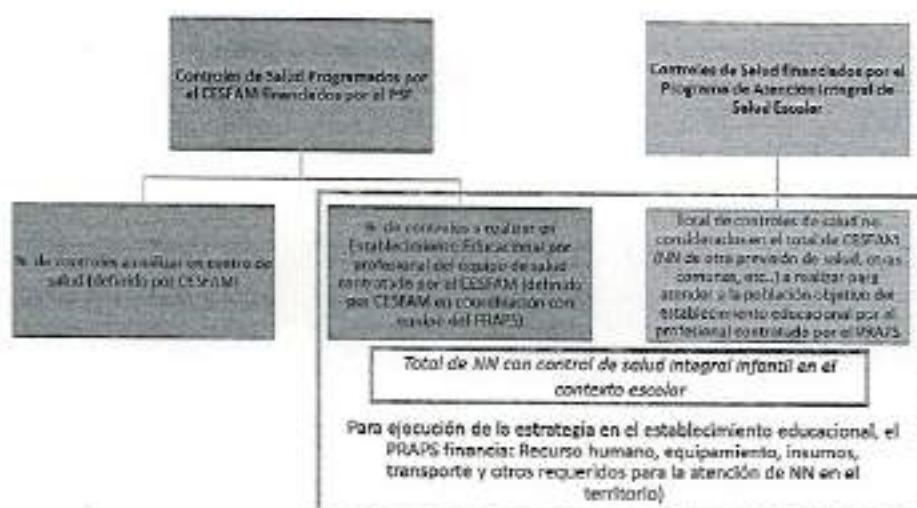 Controles de Salud Programados por
el CESFAM financiados por el PSF
Controles de Salud financiados por el
Programa de Atención Integral de
Salud Escolar
% de controles a realizar en centro de
salud (definido por CESFAM)
% de controles a realizar en
Establecimiento Educacional por
profesional del equipo de salud
contratado por el CESFAM (definido
por CESFAM en coordinación con
equipo del PRAPS)
Total de controles de salud no
considerados en el total de CESFAM
(NN de otra previsión de salud, otras
comunas, etc..) a realizar para
atender a la población objetivo del
establecimiento educacional por el
profesional contratado por el PRAPS
Total de NN con control de salud integral infantil en el
contexto escolar
Para ejecución de la estrategia en el establecimiento educacional, el
PRAPS financia: Recurso humano, equipamiento, insumos,
transporte y otros requeridos para la atención de NN en el
territorio)